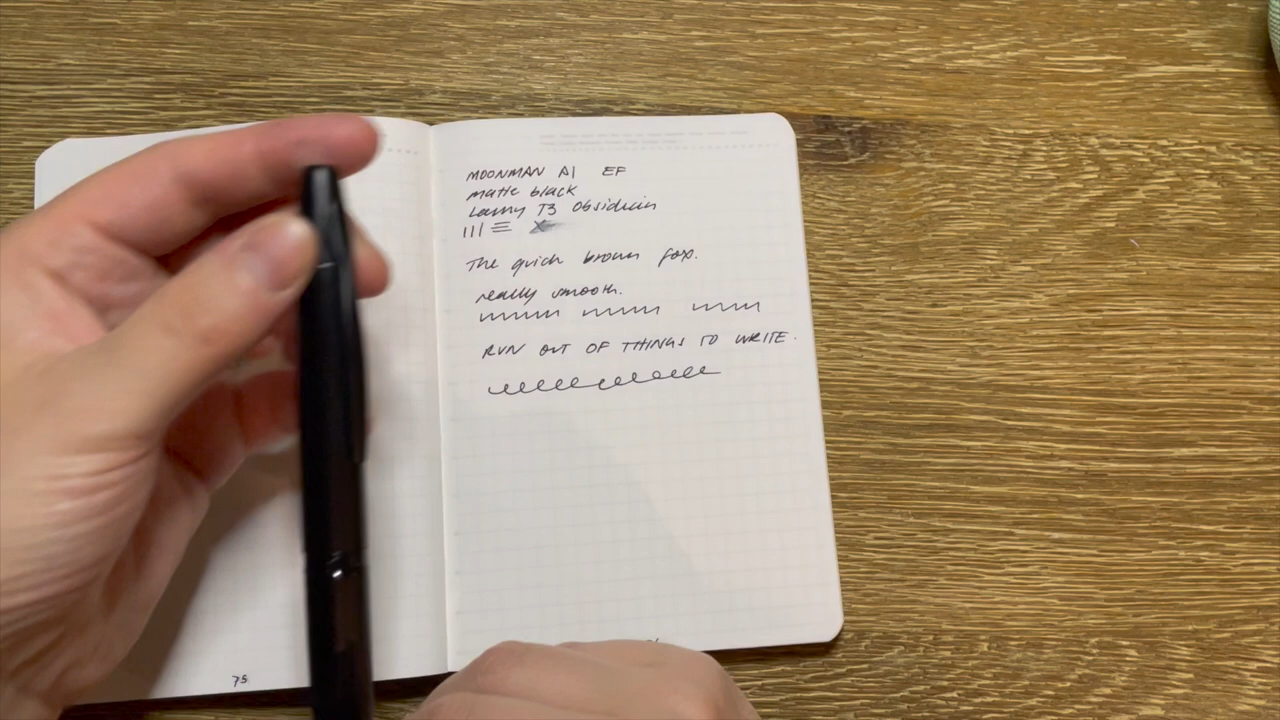 MOONMAN A1 EF
matte black
Lamy T3 Obsidian
The quick brown fox.
really smooth.
RUN OUT OF THINGS TO WRITE.
75